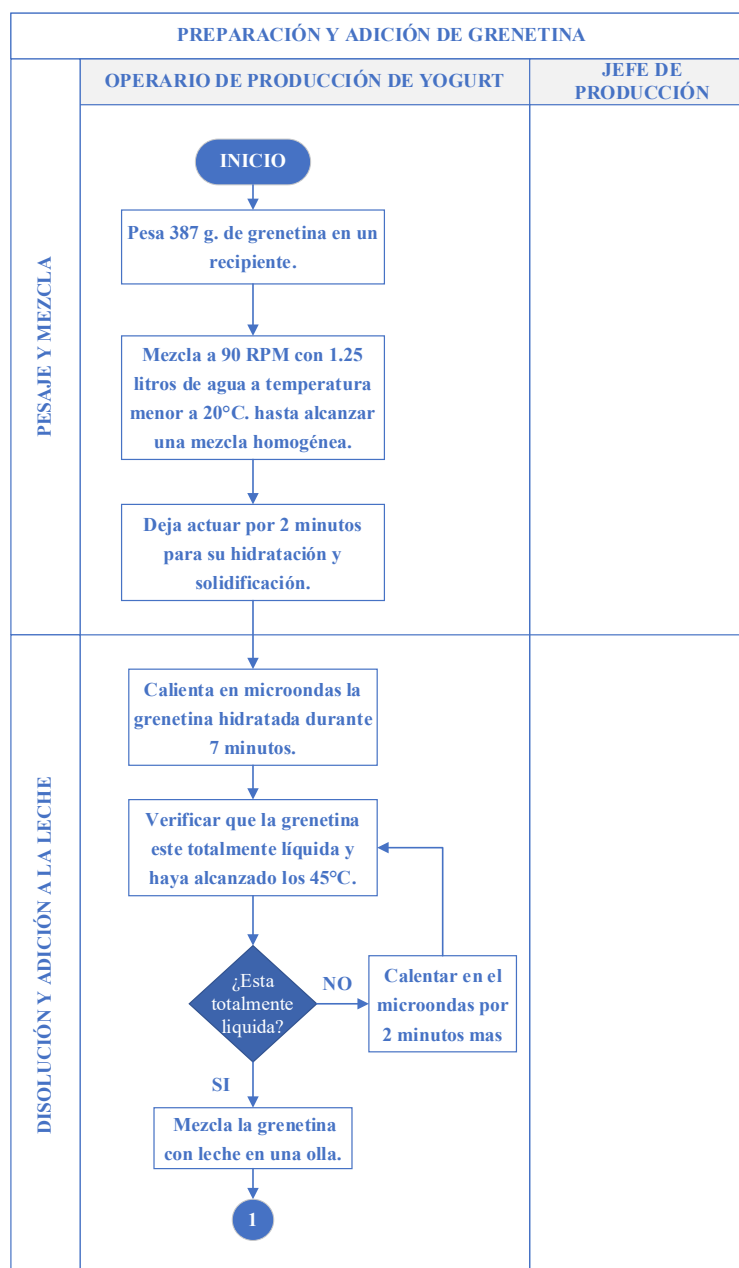 PREPARACIÓN Y ADICIÓN DE GRENETINA
OPERARIO DE PRODUCCIÓN DE YOGURT
JEFE DE
PRODUCCIÓN
PESAJE Y MEZCLA
INICIO
Pesa 387 g. de grenetina en un
recipiente.
Mezcla a 90 RPM con 1.25
litros de agua a temperatura
menor a 20°C. hasta alcanzar
una mezcla homogénea.
Deja actuar por 2 minutos
para su hidratación y
solidificación.
DISOLUCIÓN Y ADICIÓN A LA LECHE
Calienta en microondas la
grenetina hidratada durante
7 minutos.
Verificar que la grenetina
este totalmente líquida y
haya alcanzado los 45°C.
¿Esta
totalmente
liquida?
NO
Calentar en el
microondas por
2 minutos mas
SI
Mezcla la grenetina
con leche en una olla.
1